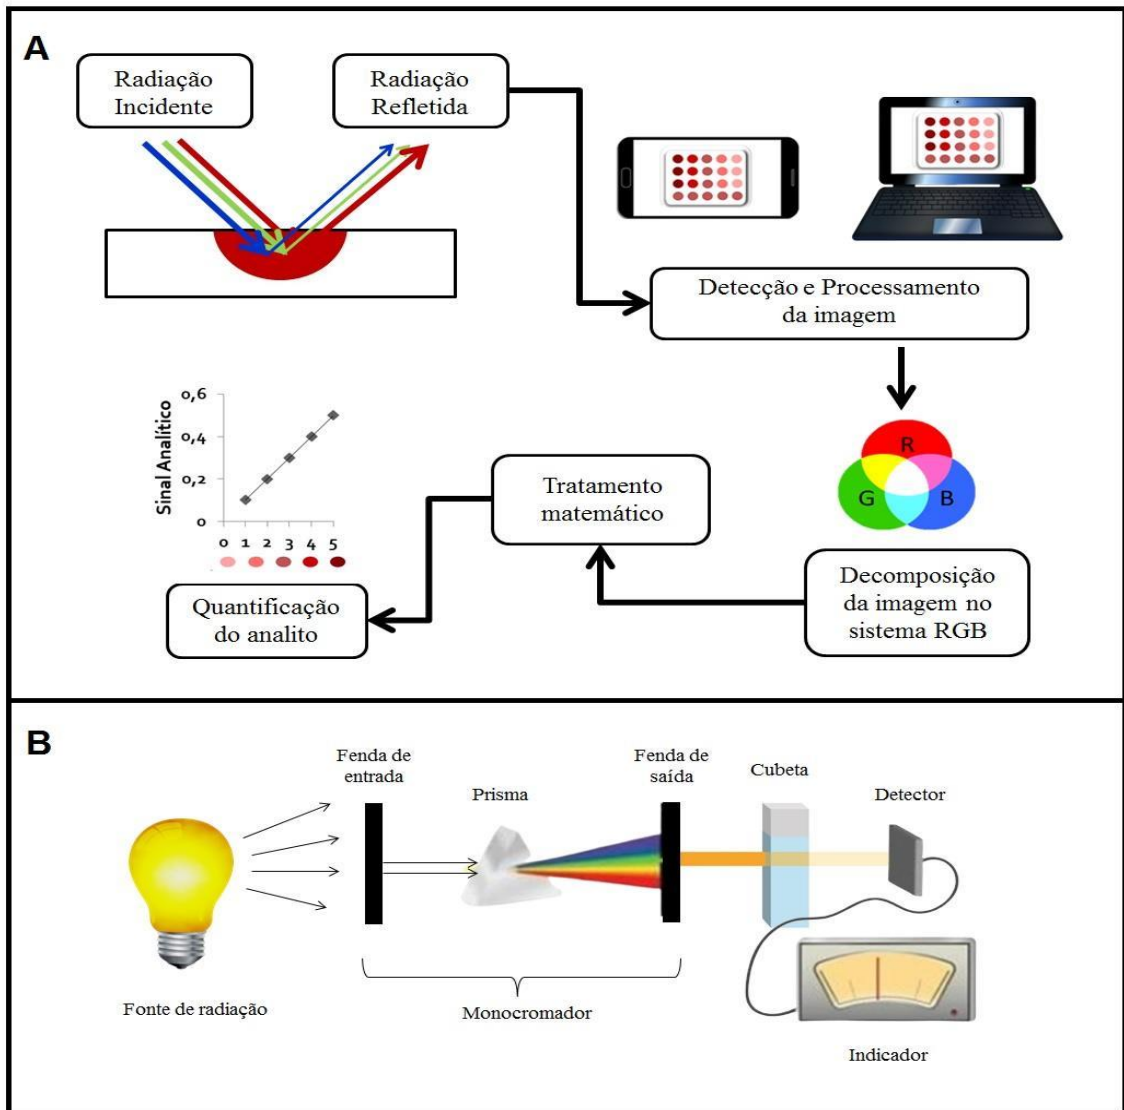 A
Radiação
Incidente
Radiação
Refletida
Detecção e Processamento
da imagem
R
G
B
Decomposição
da imagem no
sistema RGB
Tratamento
matemático
Sinal Analítico
0,6
0,4
0,2
0
0 1 2 3 4 5
Quantificação
do analito
B
Fenda de
entrada
Prisma
Fenda de
saída
Cubeta
Detector
Fonte de radiação
Monocromador
Indicador